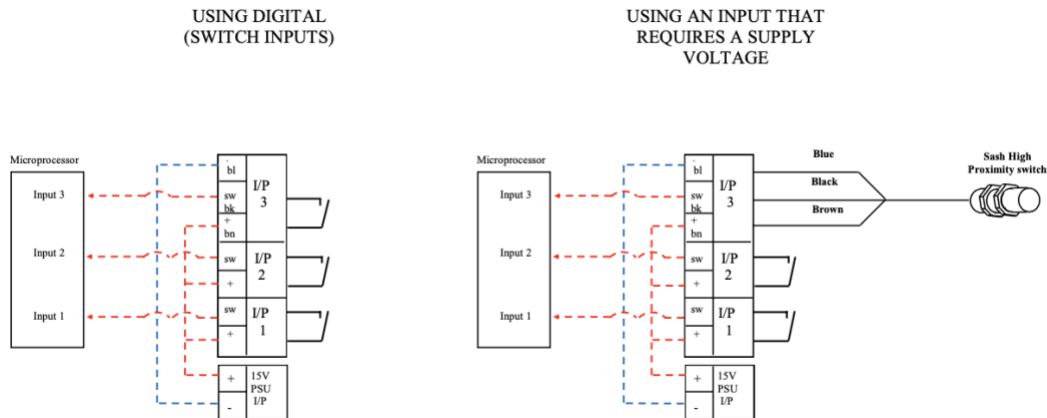 USING DIGITAL
(SWITCH INPUTS)
Microprocessor
Input 3
Input 2
Input 1
-
bl
sw
bk
+
bn
I/P
3
sw
+
I/P
2
sw
+
I/P
1
+
-
15V
PSU
I/P
USING AN INPUT THAT
REQUIRES A SUPPLY
VOLTAGE
Microprocessor
Input 3
Input 2
Input 1
-
bl
sw
bk
+
bn
I/P
3
sw
+
I/P
2
sw
+
I/P
1
+
-
15V
PSU
I/P
Blue
Black
Brown
Sash High
Proximity switch